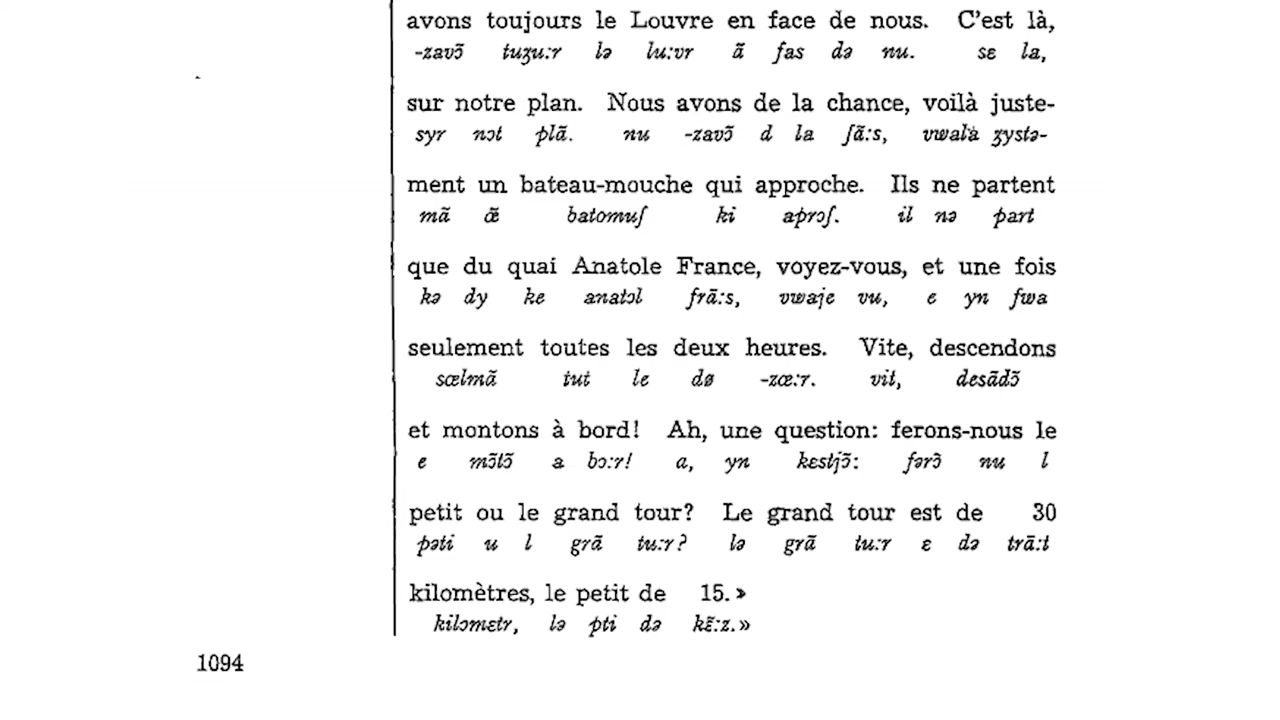 avons toujours le Louvre en face de nous. C'est là,
-zavɔ̃ tuʒu:r lə lu:vr ɑ̃ fas də nu. sɛ la,
sur notre plan. Nous avons de la chance, voilà juste-
syr nɔt plɑ̃. nu -zavɔ̃ d la ʃɑ̃:s, vwalà ʒystə-
ment un bateau-mouche qui approche. Ils ne partent
mɑ̃ œ̃ batomuʃ ki aprɔʃ. il nə part
que du quai Anatole France, voyez-vous, et une fois
kə dy ke anatɔl frɑ̃:s, vwaje vu, e yn fwa
seulement toutes les deux heures. Vite, descendons
sœlmɑ̃ tut le dø -zœ:r. vit, desɑ̃dɔ̃
et montons à bord! Ah, une question: ferons-nous le
e mɔ̃tɔ̃ a bɔ:r! a, yn kɛstjɔ̃: fərɔ̃ nu l
petit ou le grand tour? Le grand tour est de 30
pəti u l grɑ̃ tu:r? lə grɑ̃ tu:r ɛ də trɑ̃:t
kilomètres, le petit de 15.»
kilɔmɛtr, lə pti də kɛ̃:z.»
1094